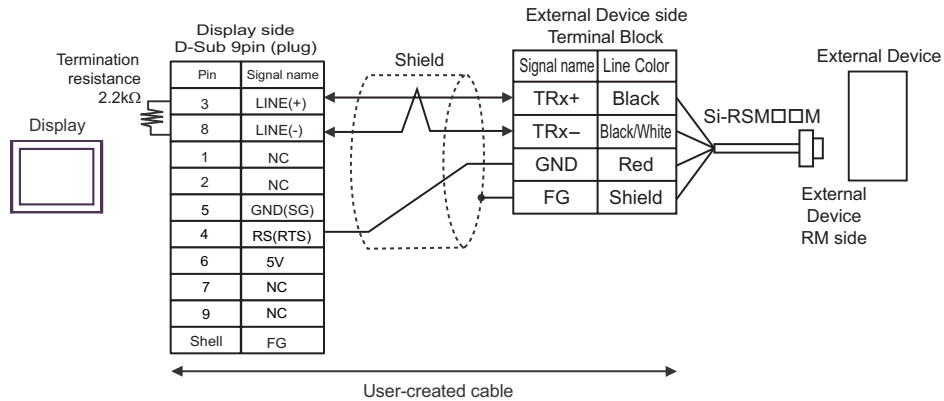 External Device side
Terminal Block
Display side
D-Sub 9pin (plug)
Termination
resistance
2.2kΩ
Shield
External Device
Display
Pin Signal name
3 LINE(+)
8 LINE(-)
1 NC
2 NC
5 GND(SG)
4 RS(RTS)
6 5V
7 NC
9 NC
Shell FG
Signal name Line Color
TRx+ Black
TRx– Black/White
GND Red
FG Shield
Si-RSM□□M
External
Device
RM side
User-created cable